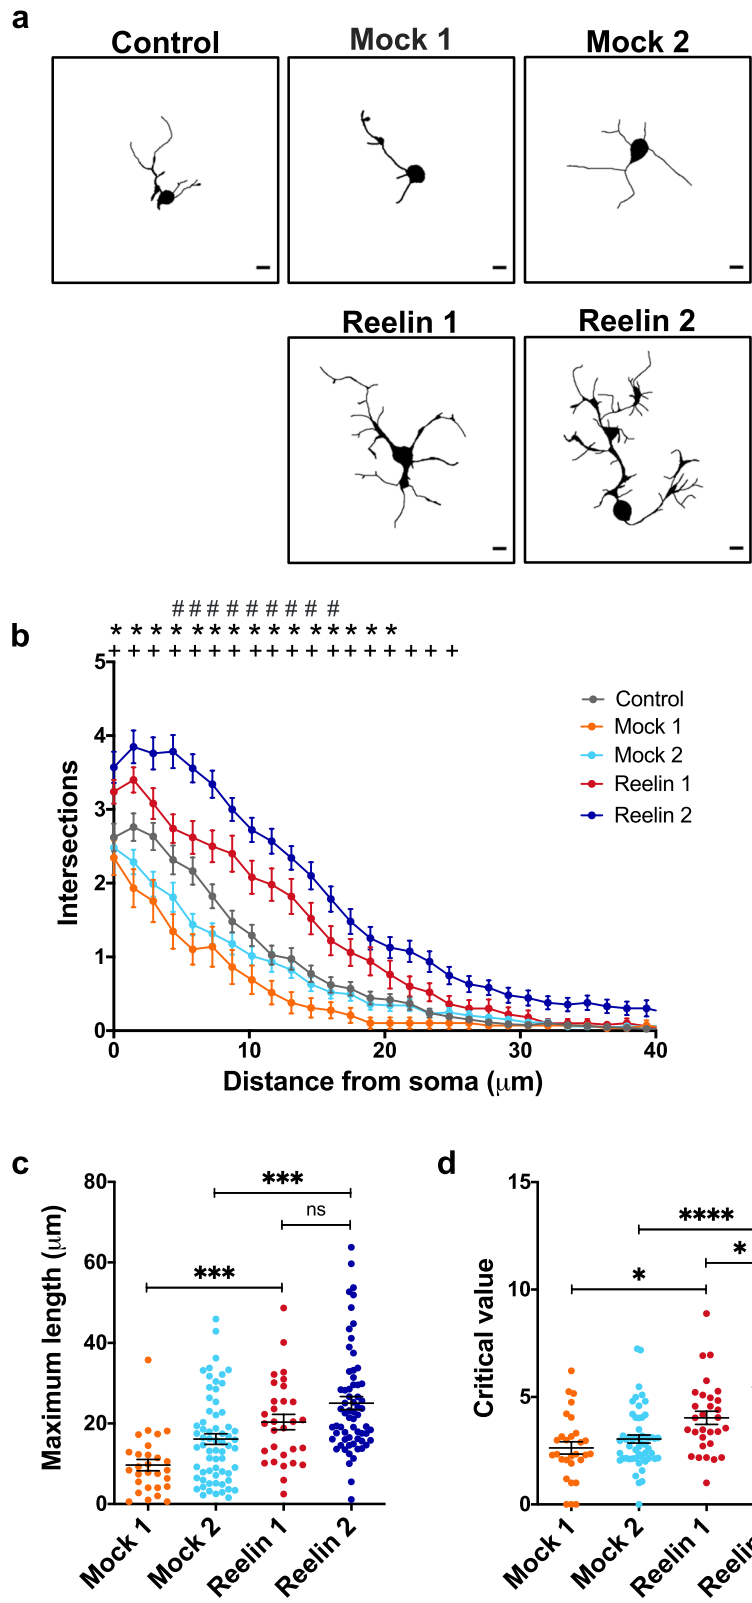 a
Control
Mock 1
Mock 2
Reelin 1
Reelin 2
b
# # # # # # # # #
* * * * * * * * * * * * * * *
+ + + + + + + + + + + + + + + + + +
5
4
3
2
1
0
Intersections
Control
Mock 1
Mock 2
Reelin 1
Reelin 2
0 10 20 30 40
Distance from soma (μm)
c
80
60
40
20
0
Maximum length (μm)
***
ns
***
Mock 1
Mock 2
Reelin 1
Reelin 2
d
15
10
5
0
Critical value
****
*
*
Mock 1
Mock 2
Reelin 1
Reelin